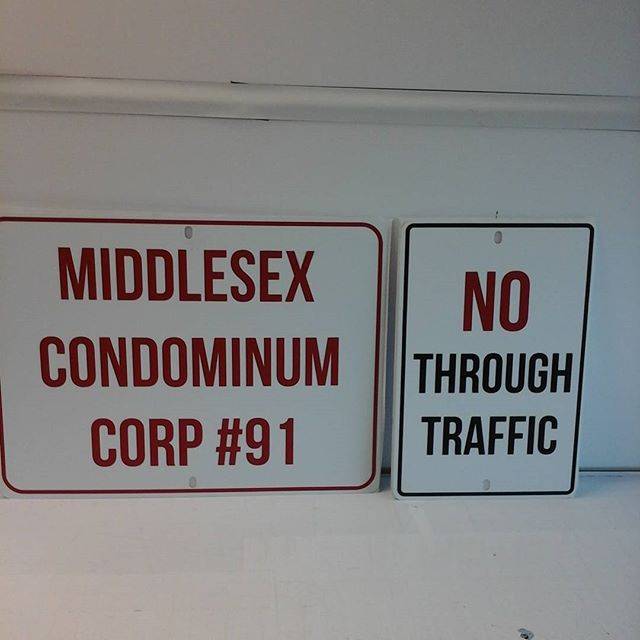 MIDDLESEX
CONDOMINUM
CORP #91
NO
THROUGH
TRAFFIC